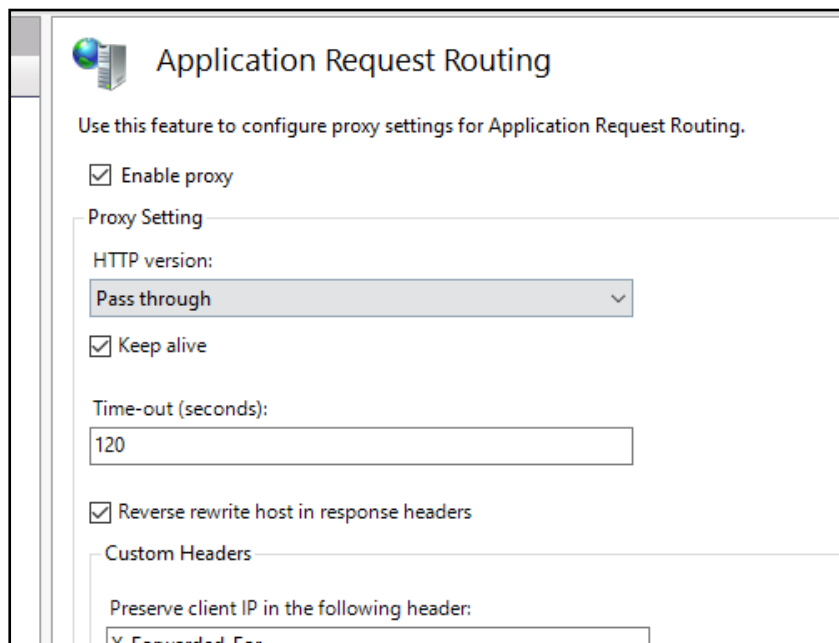 Application Request Routing
Use this feature to configure proxy settings for Application Request Routing.
Enable proxy
Proxy Setting
HTTP version:
Pass through
Keep alive
Time-out (seconds):
120
Reverse rewrite host in response headers
Custom Headers
Preserve client IP in the following header:
X-Forwarded-For